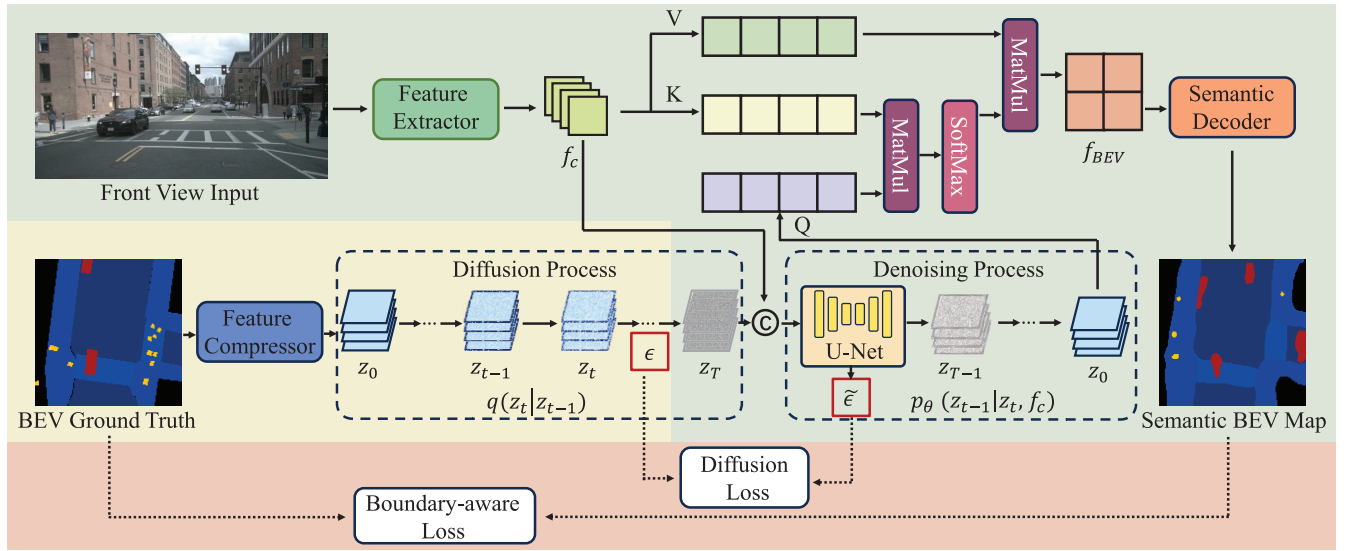 V
K
Q
Feature
Extractor
f_c
MatMul
SoftMax
MatMul
f_{BEV}
Semantic
Decoder
Front View Input
Feature
Compressor
BEV Ground Truth
Diffusion Process
z_0
z_{t-1}
z_t
ϵ
z_T
q(z_t|z_{t-1})
©
Denoising Process
U-Net
ϵ̃
z_{T-1}
z_0
p_θ (z_{t-1}|z_t, f_c)
Semantic BEV Map
Diffusion
Loss
Boundary-aware
Loss